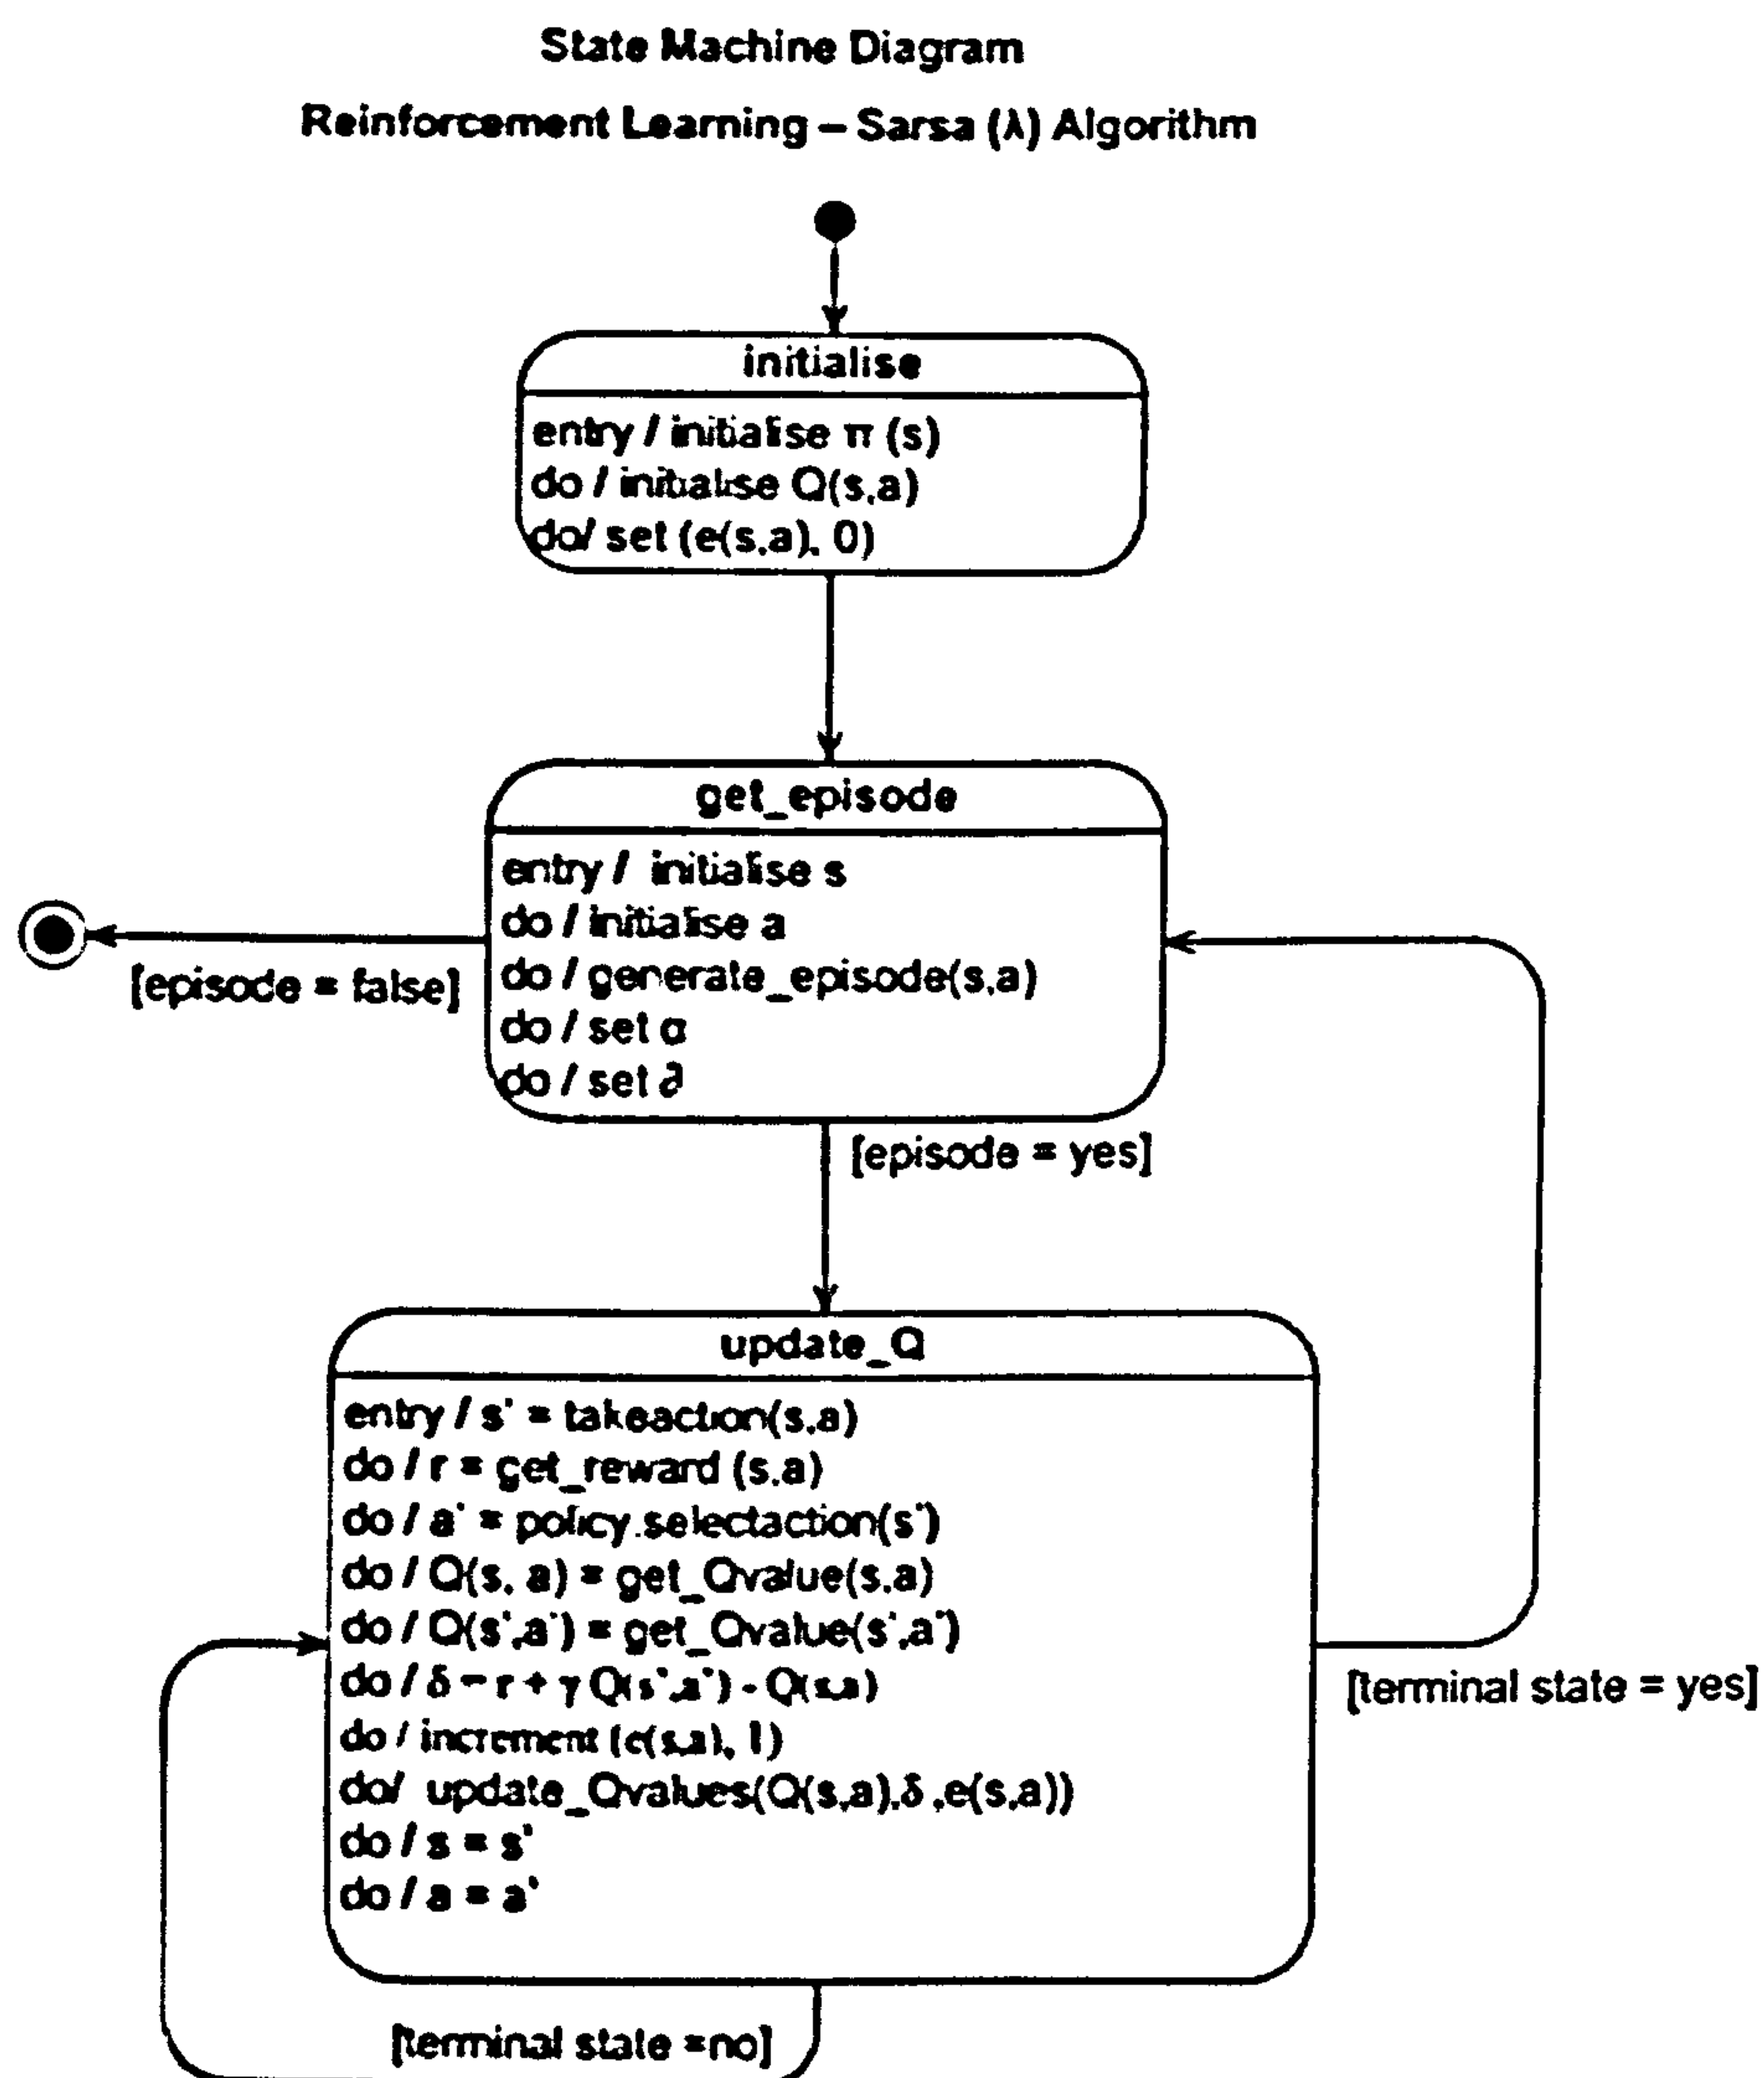 State Machine Diagram
Reinforcement Learning – Sarsa (λ) Algorithm
initialise
entry / initialise π (s)
do / initialise Q(s,a)
do/ set (e(s,a), 0)
get_episode
entry / initialise s
do / initialise a
do / generate_episode(s,a)
do / set α
do / set ∂
[episode = false]
[episode = yes]
update_Q
entry / s' = takeaction(s,a)
do / r = get_reward (s,a)
do / a' = policy.selectaction(s')
do / Q(s, a) = get_Qvalue(s,a)
do / Q(s',a') = get_Qvalue(s',a')
do / δ = r + γ Q(s',a') - Q(s,a)
do / increment (e(s,a), 1)
do/ update_Qvalues(Q(s,a),δ ,e(s,a))
do / s = s'
do / a = a'
[terminal state = yes]
[terminal state =no]